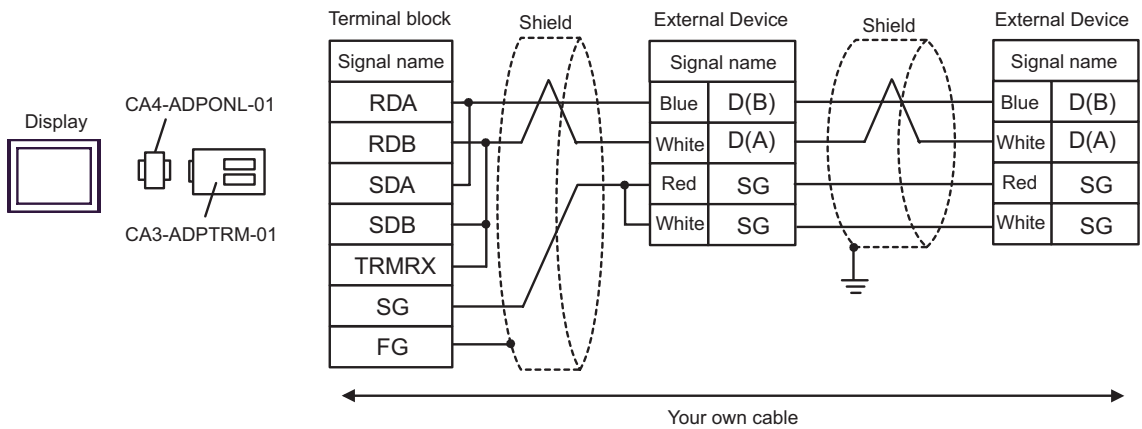 Terminal block
Shield
External Device
Shield
External Device
Signal name
Signal name
Signal name
Display
CA4-ADPONL-01
CA3-ADPTRM-01
RDA
Blue D(B)
Blue D(B)
RDB
White D(A)
White D(A)
SDA
Red SG
Red SG
SDB
White SG
White SG
TRMRX
SG
FG
Your own cable